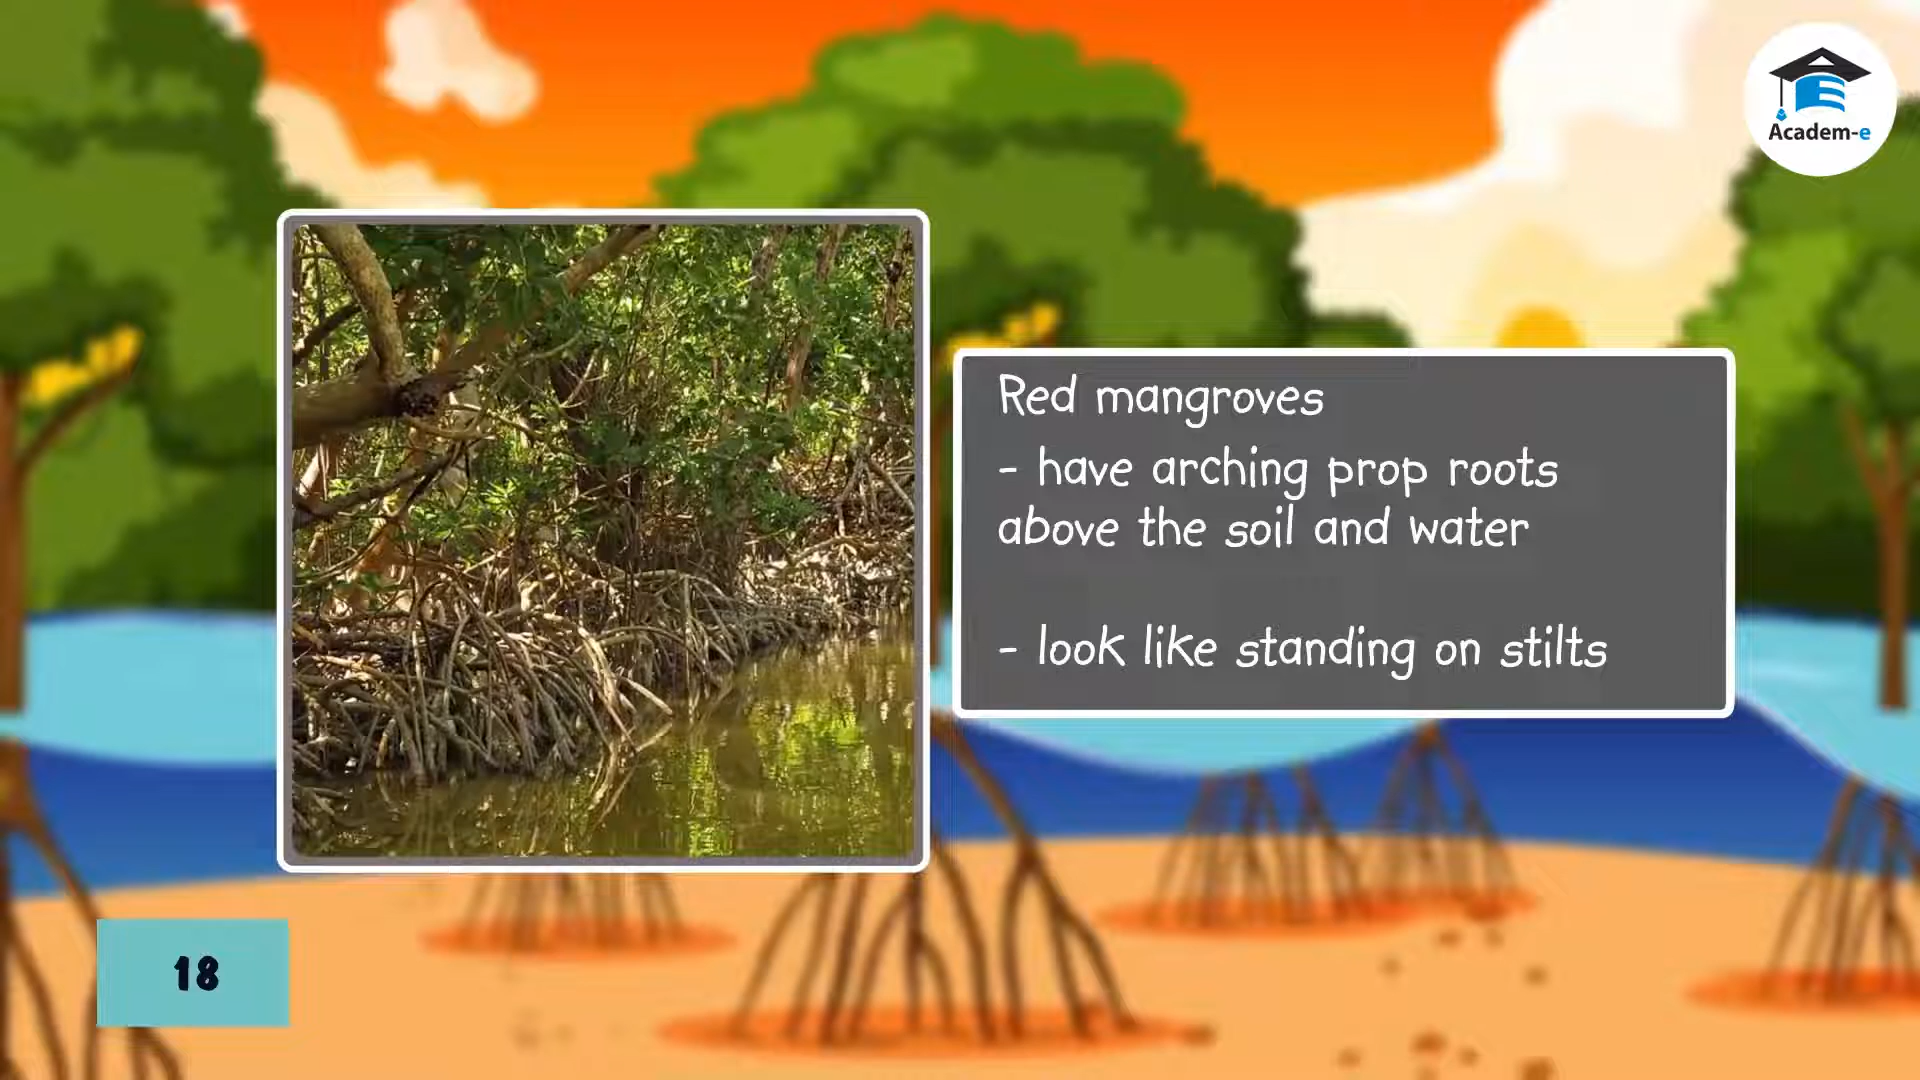 Academ-e
Red mangroves
- have arching prop roots
above the soil and water
- look like standing on stilts
18